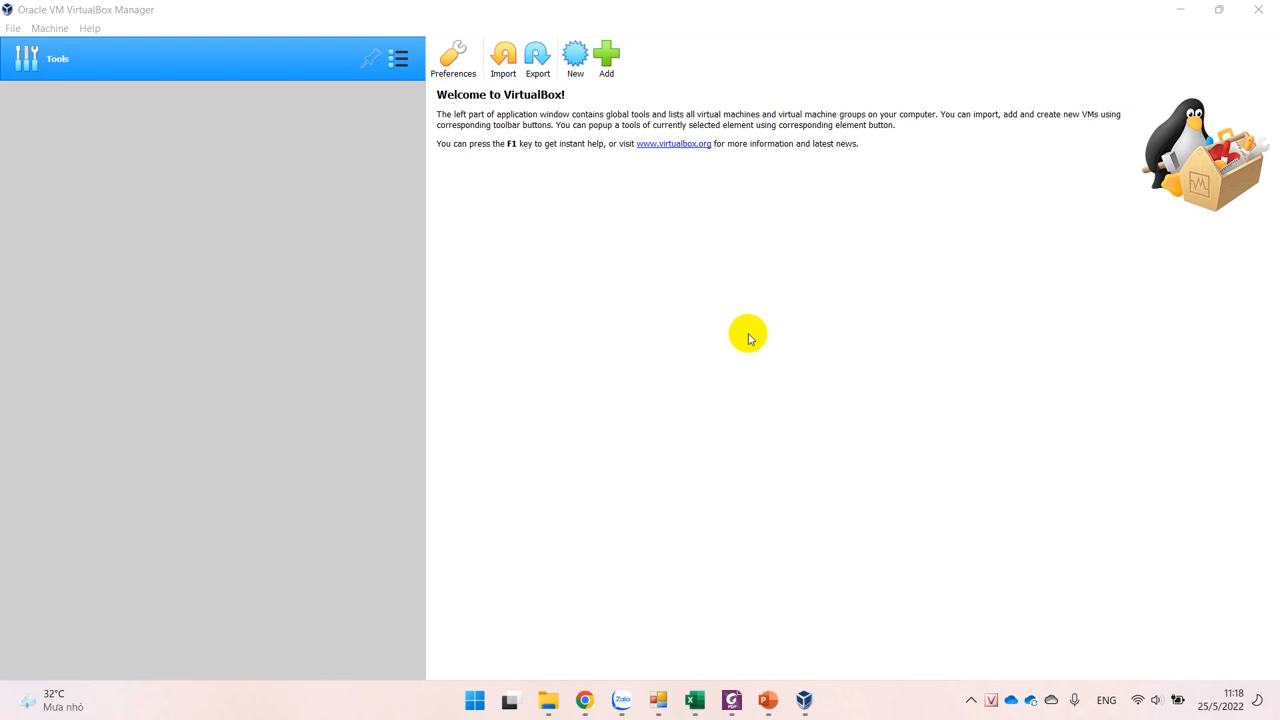 Oracle VM VirtualBox Manager
File Machine Help
Tools
Preferences Import Export New Add
Welcome to VirtualBox!
The left part of application window contains global tools and lists all virtual machines and virtual machine groups on your computer. You can import, add and create new VMs using
corresponding toolbar buttons. You can popup a tools of currently selected element using corresponding element button.
You can press the F1 key to get instant help, or visit www.virtualbox.org for more information and latest news.
32°C
Mưa nhỏ
Zalo
PDF
ENG
11:18
25/5/2022